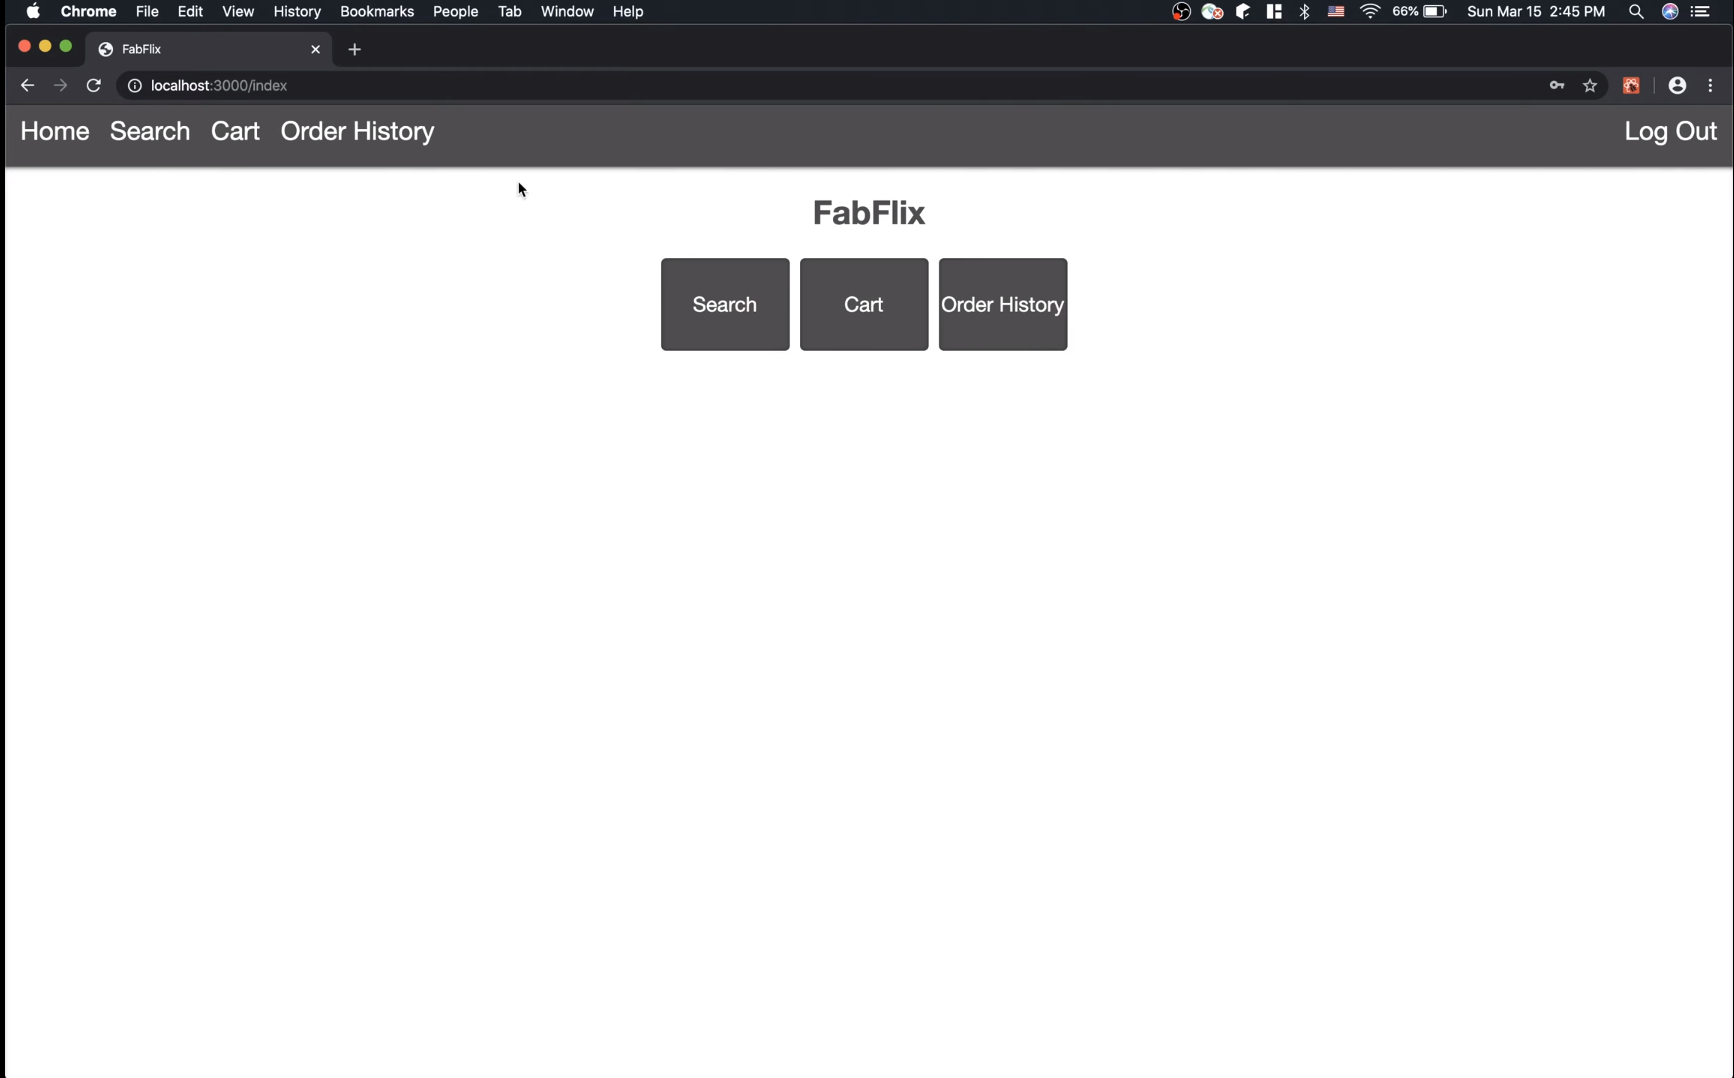 Chrome File Edit View History Bookmarks People Tab Window Help 66% Sun Mar 15 2:45 PM
FabFlix
localhost:3000/index
Home Search Cart Order History Log Out
FabFlix
Search Cart Order History